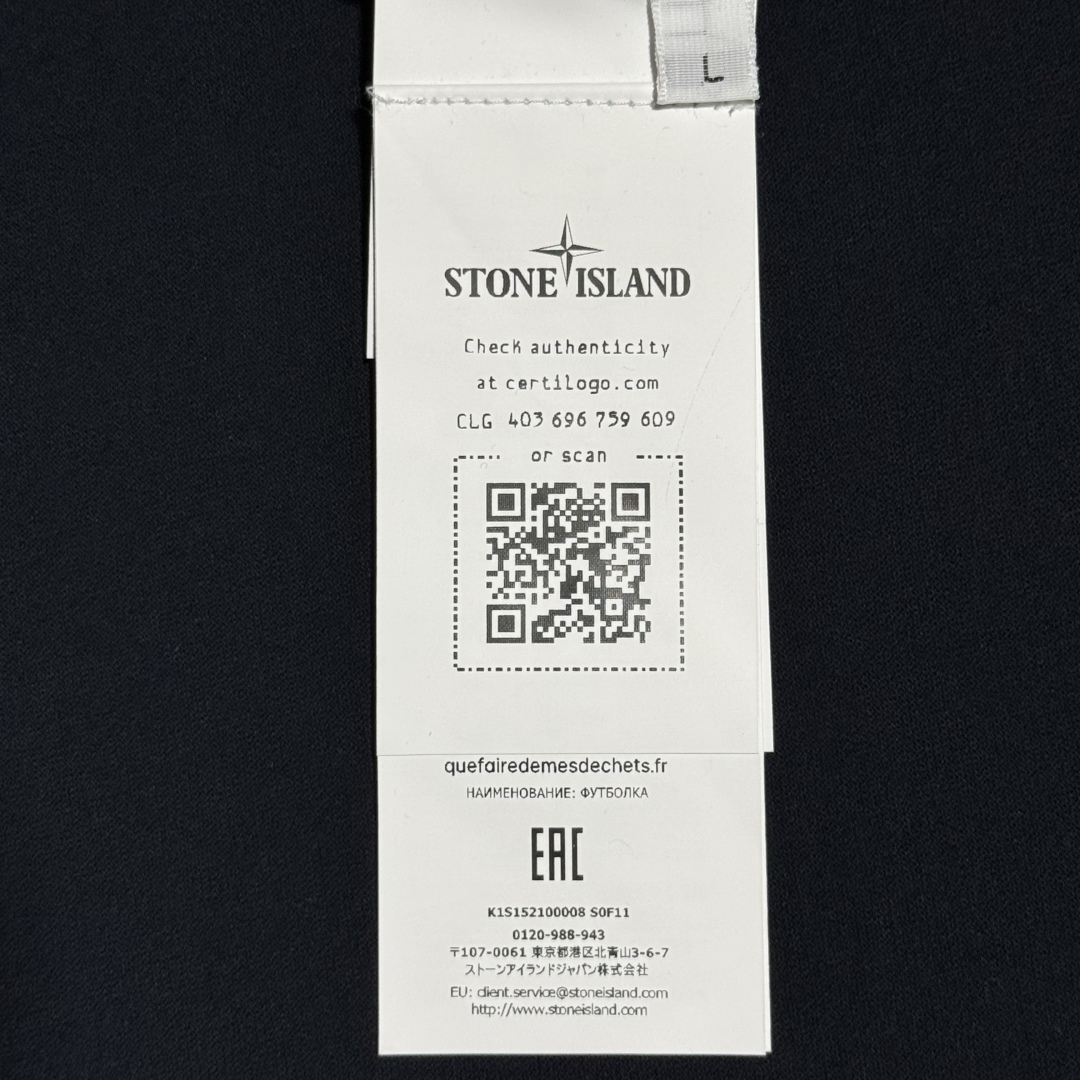 L
STONE ISLAND
Check authenticity
at certilogo.com
CLG 403 696 759 609
or scan
quefairedemesdechets.fr
НАИМЕНОВАНИЕ: ФУТБОЛКА
EAC
K1S152100008 S0F11
0120-988-943
〒107-0061 東京都港区北青山3-6-7
ストーンアイランドジャパン株式会社
EU: client.service@stoneisland.com
http://www.stoneisland.com